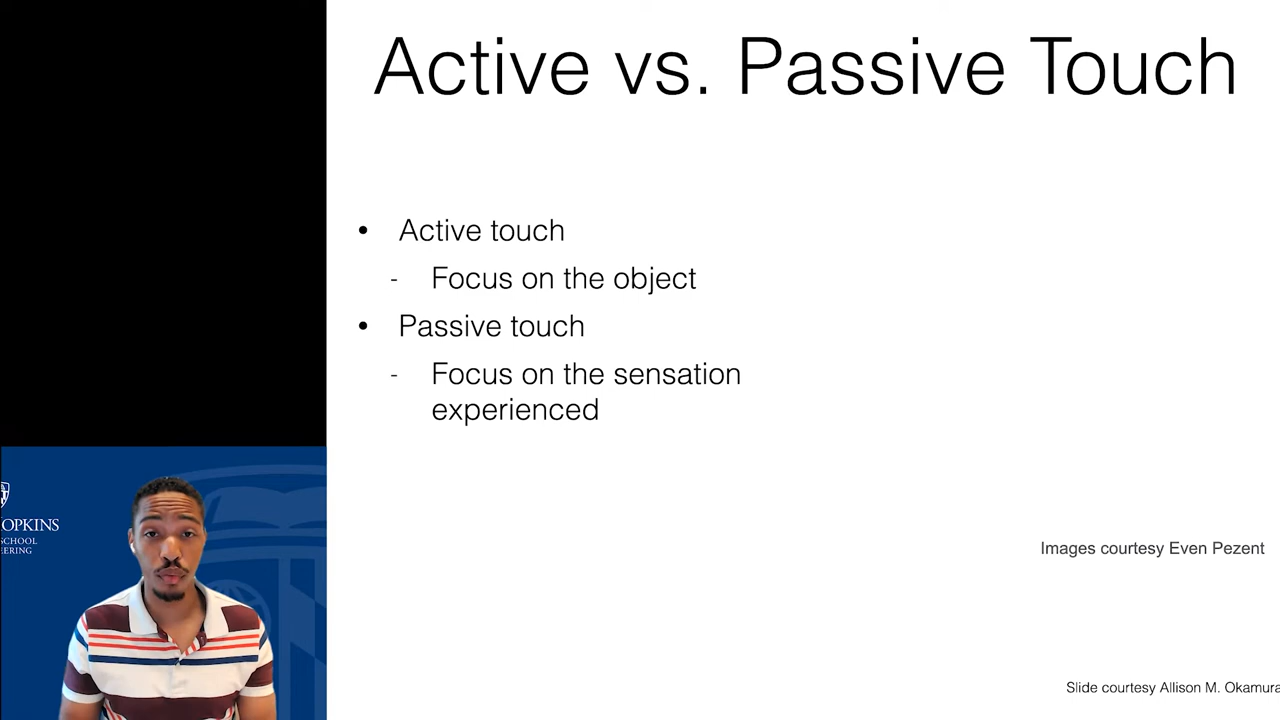 Active vs. Passive Touch
• Active touch
- Focus on the object
• Passive touch
- Focus on the sensation
experienced
OPKINS
SCHOOL
EERING
Images courtesy Even Pezent
Slide courtesy Allison M. Okamura